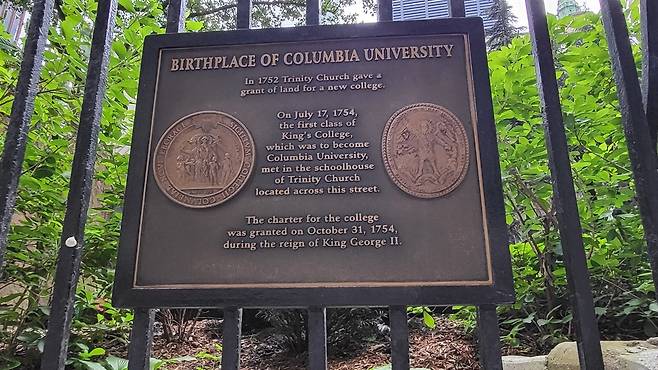 BIRTHPLACE OF COLUMBIA UNIVERSITY
In 1752 Trinity Church gave a
grant of land for a new college.
On July 17, 1754,
the first class of
King's College,
which was to become
Columbia University,
met in the schoolhouse
of Trinity Church
located across this street.
The charter for the college
was granted on October 31, 1754,
during the reign of King George II.